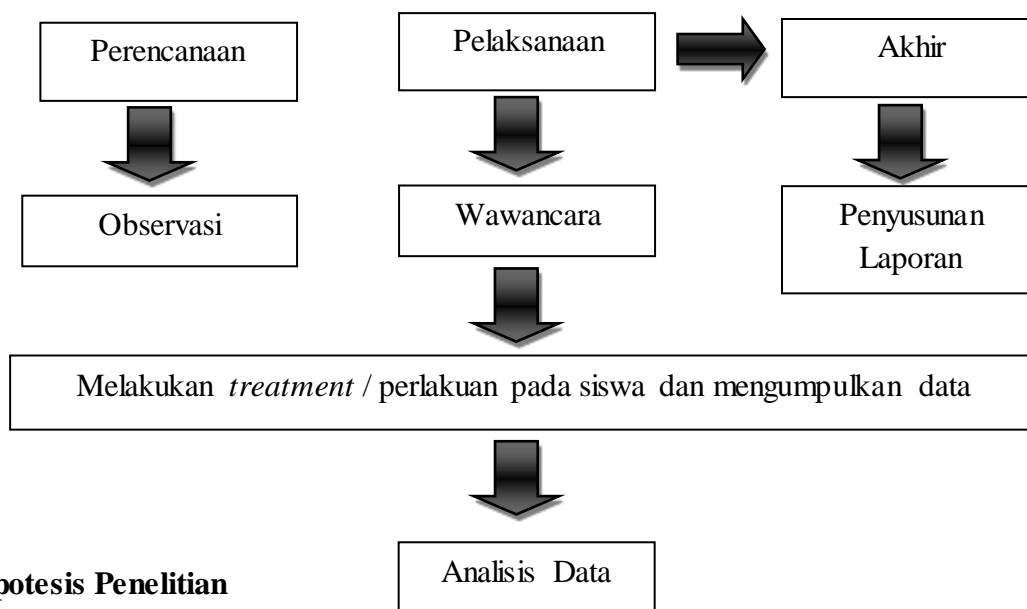 Perencanaan
Pelaksanaan
Akhir
Observasi
Wawancara
Penyusunan
Laporan
Melakukan treatment / perlakuan pada siswa dan mengumpulkan data
Analisis Data
potesis Penelitian